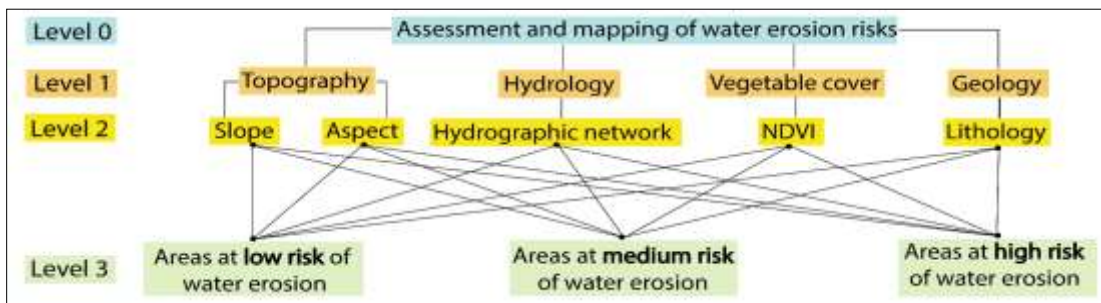 Level 0
Assessment and mapping of water erosion risks
Level 1
Topography
Hydrology
Vegetable cover
Geology
Level 2
Slope
Aspect
Hydrographic network
NDVI
Lithology
Level 3
Areas at low risk of
water erosion
Areas at medium risk
of water erosion
Areas at high risk
of water erosion